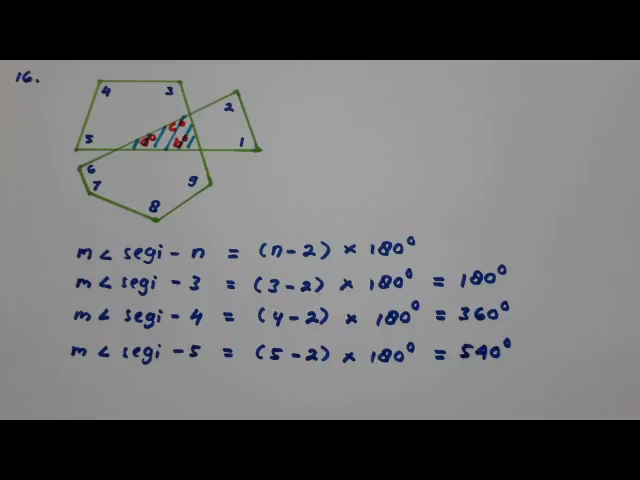 16.
4 3
2
c°
5 a° b° 1
6
7 9
8
m < segi - n = (n - 2) × 180°
m < segi - 3 = (3 - 2) × 180° = 180°
m < segi - 4 = (4 - 2) × 180° = 360°
m < segi - 5 = (5 - 2) × 180° = 540°